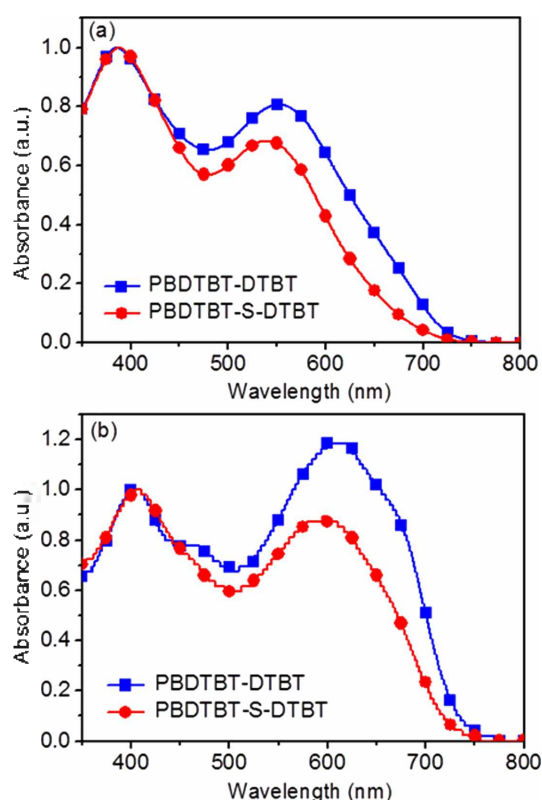 (a)
1.0
0.8
0.6
0.4
0.2
0.0
Absorbance (a.u.)
PBDTBT-DTBT
PBDTBT-S-DTBT
400 500 600 700 800
Wavelength (nm)
(b)
1.2
1.0
0.8
0.6
0.4
0.2
0.0
Absorbance (a.u.)
PBDTBT-DTBT
PBDTBT-S-DTBT
400 500 600 700 800
Wavelength (nm)